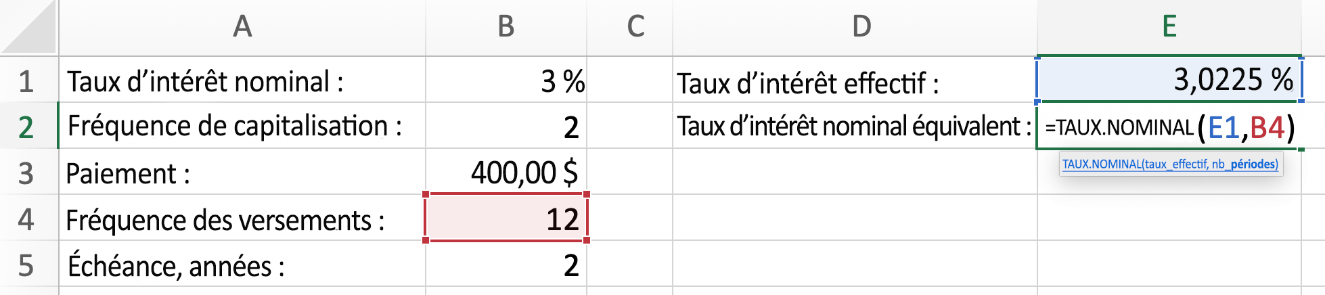 A B C D E
1 Taux d’intérêt nominal : 3 % Taux d’intérêt effectif : 3,0225 %
2 Fréquence de capitalisation : 2 Taux d’intérêt nominal équivalent : =TAUX.NOMINAL(E1,B4)
TAUX.NOMINAL(taux_effectif, nb_périodes)
3 Paiement : 400,00 $
4 Fréquence des versements : 12
5 Échéance, années : 2